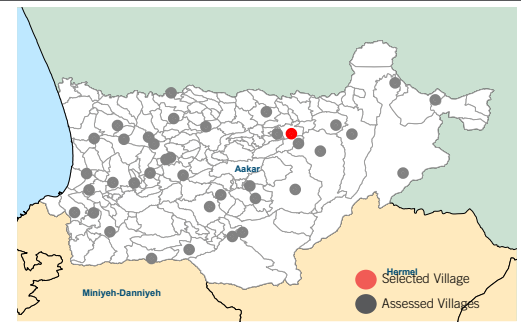 Aakar
Hermel
Selected Village
Miniyeh-Danniyeh
Assessed Villages